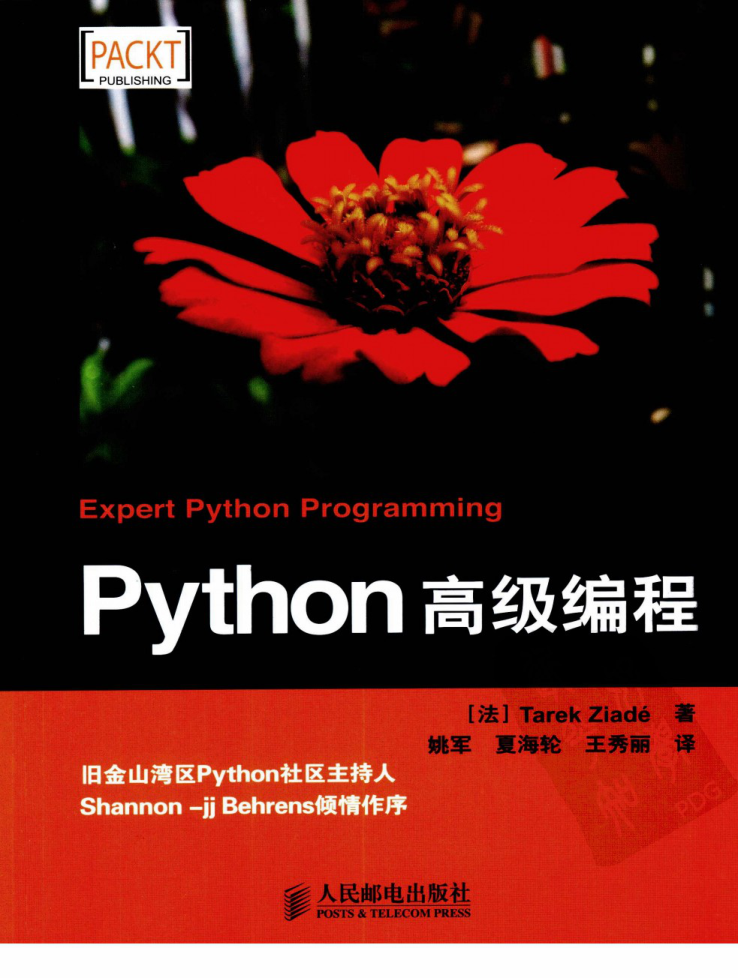 PACKT
PUBLISHING
Expert Python Programming
Python 高级编程
[法] Tarek Ziadé 著
姚军 夏海轮 王秀丽 译
旧金山湾区Python社区主持人
Shannon –jj Behrens倾情作序
PDG
人民邮电出版社
POSTS & TELECOM PRESS